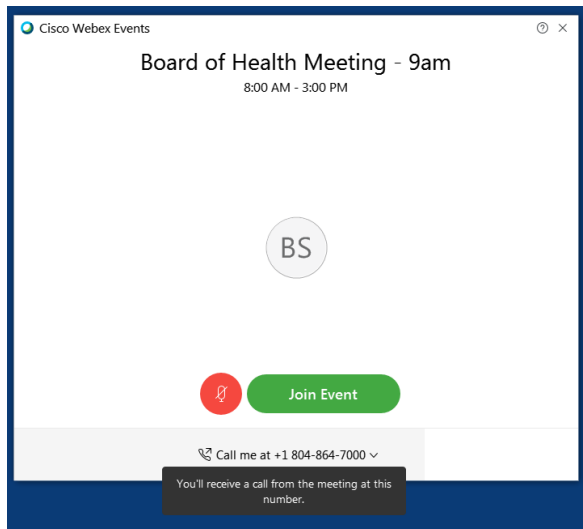 Cisco Webex Events
Board of Health Meeting - 9am
8:00 AM - 3:00 PM
BS
Join Event
Call me at +1 804-864-7000
You'll receive a call from the meeting at this
number.